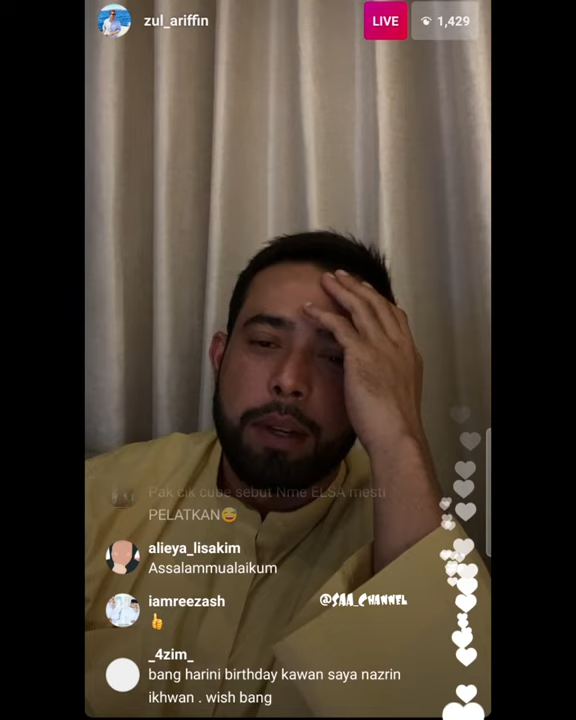 zul_ariffin
LIVE
1,429
Pak cik cube sebut Nme ELSA mesti
PELATKAN😅
alieya_lisakim
Assalammualaikum
iamreezash
👍
@SAA_CHANNEL
_4zim_
bang harini birthday kawan saya nazrin
ikhwan . wish bang